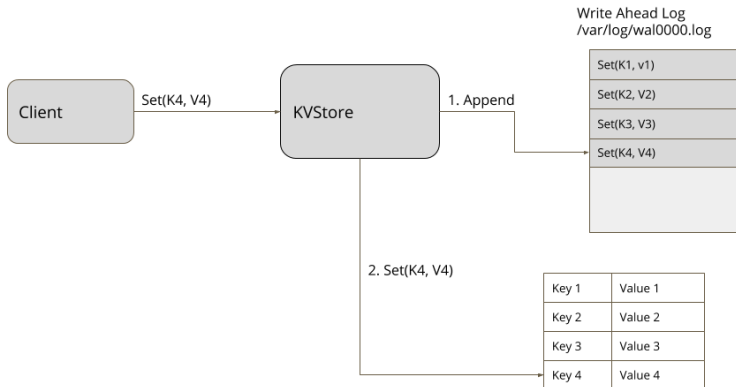 Write Ahead Log
/var/log/wal0000.log
Set(K1, v1)
Set(K2, V2)
Set(K3, V3)
Set(K4, V4)
Client
Set(K4, V4)
KVStore
1. Append
2. Set(K4, V4)
Key 1 Value 1
Key 2 Value 2
Key 3 Value 3
Key 4 Value 4